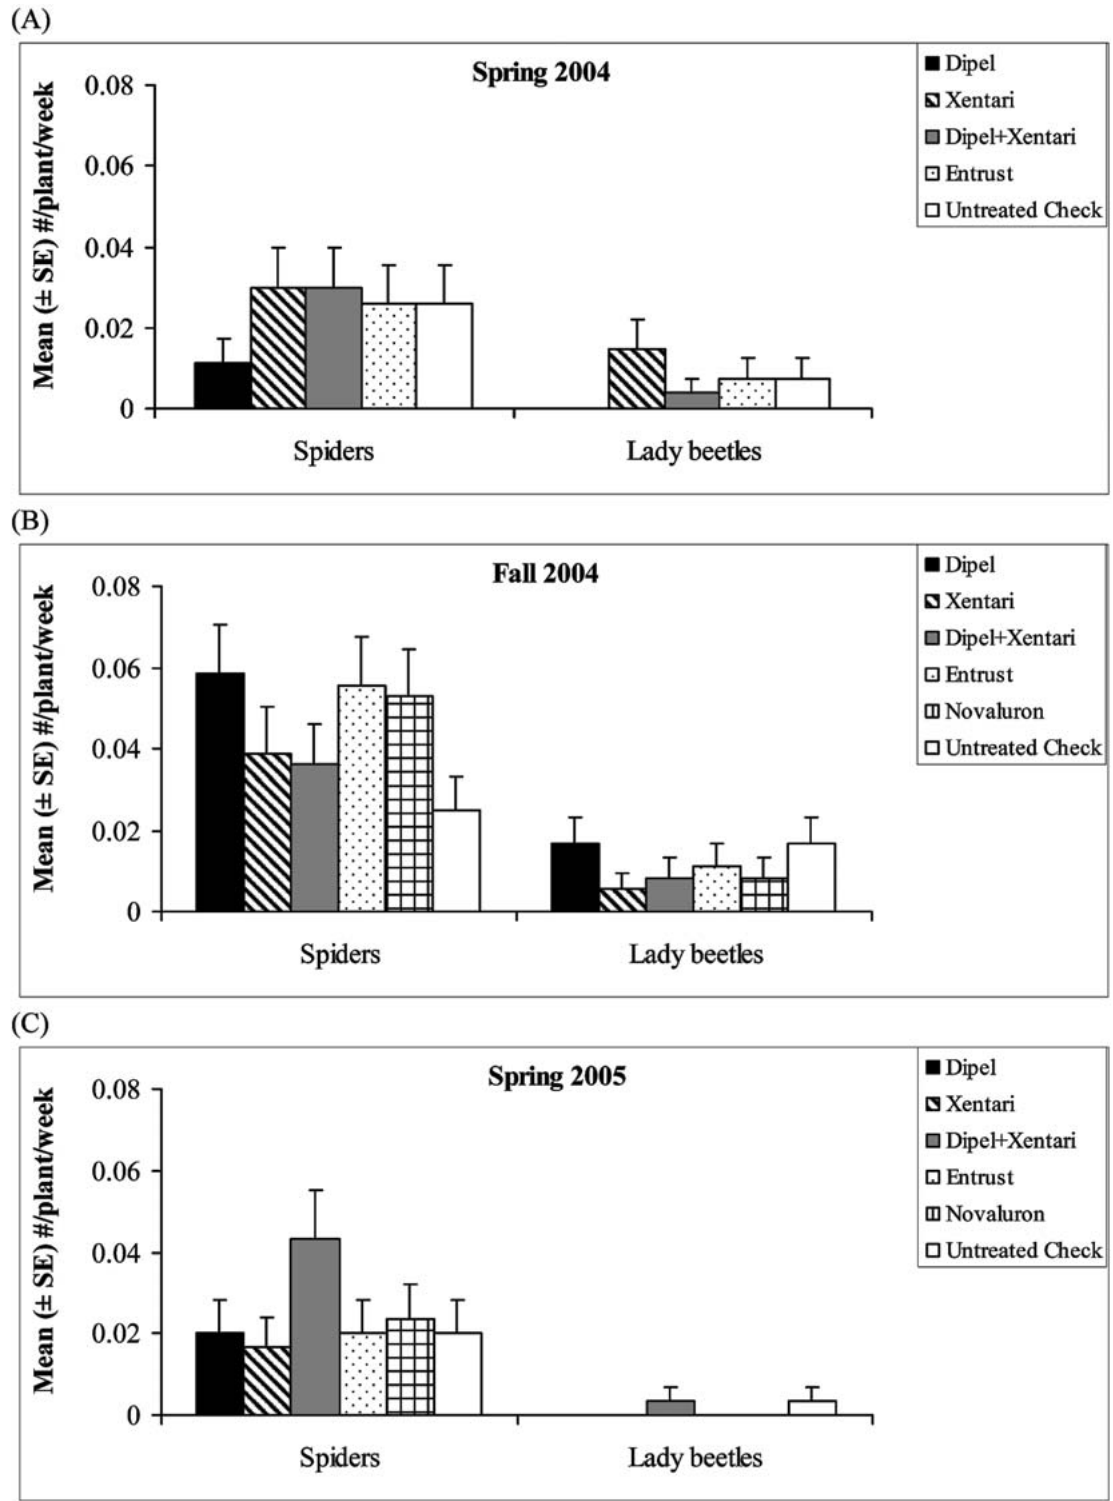 (A)
Spring 2004
Mean (± SE) #/plant/week
0.08
0.06
0.04
0.02
0
Spiders
Lady beetles
Dipel
Xentari
Dipel+Xentari
Entrust
Untreated Check
(B)
Fall 2004
Mean (± SE) #/plant/week
0.08
0.06
0.04
0.02
0
Spiders
Lady beetles
Dipel
Xentari
Dipel+Xentari
Entrust
Novaluron
Untreated Check
(C)
Spring 2005
Mean (± SE) #/plant/week
0.08
0.06
0.04
0.02
0
Spiders
Lady beetles
Dipel
Xentari
Dipel+Xentari
Entrust
Novaluron
Untreated Check